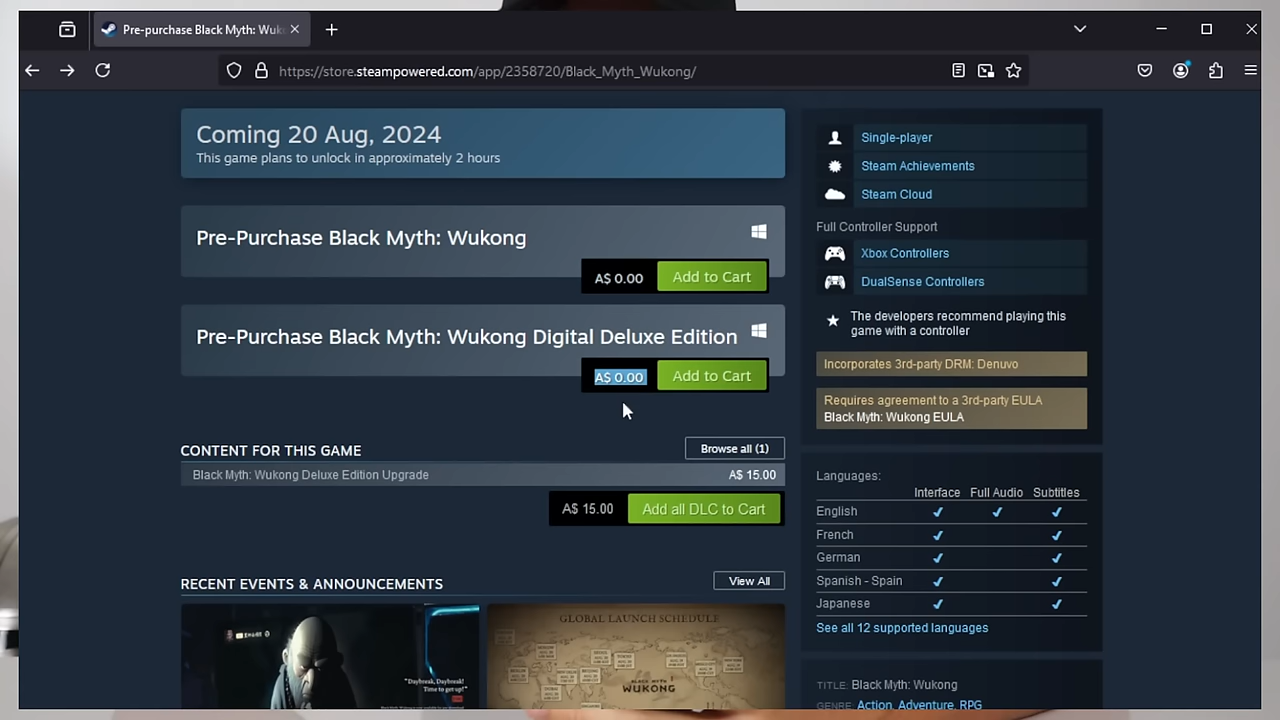 Pre-purchase Black Myth: Wuk
https://store.steampowered.com/app/2358720/Black_Myth_Wukong/
Coming 20 Aug, 2024
This game plans to unlock in approximately 2 hours
Pre-Purchase Black Myth: Wukong
A$ 0.00
Add to Cart
Pre-Purchase Black Myth: Wukong Digital Deluxe Edition
A$ 0.00
Add to Cart
CONTENT FOR THIS GAME
Browse all (1)
Black Myth: Wukong Deluxe Edition Upgrade
A$ 15.00
A$ 15.00
Add all DLC to Cart
RECENT EVENTS & ANNOUNCEMENTS
View All
"Daybreak, Daybreak!
Time to get up!"
GLOBAL LAUNCH SCHEDULE
BLACK MYTH
WUKONG
Single-player
Steam Achievements
Steam Cloud
Full Controller Support
Xbox Controllers
DualSense Controllers
The developers recommend playing this
game with a controller
Incorporates 3rd-party DRM: Denuvo
Requires agreement to a 3rd-party EULA
Black Myth: Wukong EULA
Languages:
Interface Full Audio Subtitles
English
French
German
Spanish - Spain
Japanese
See all 12 supported languages
TITLE: Black Myth: Wukong
GENRE: Action, Adventure, RPG